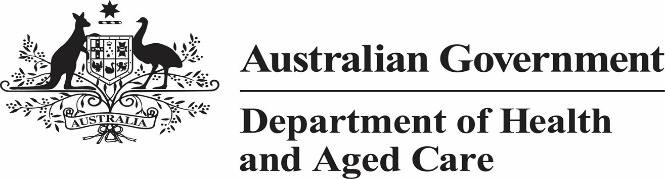 Australian Government
Department of Health
and Aged Care
AUSTRALIA